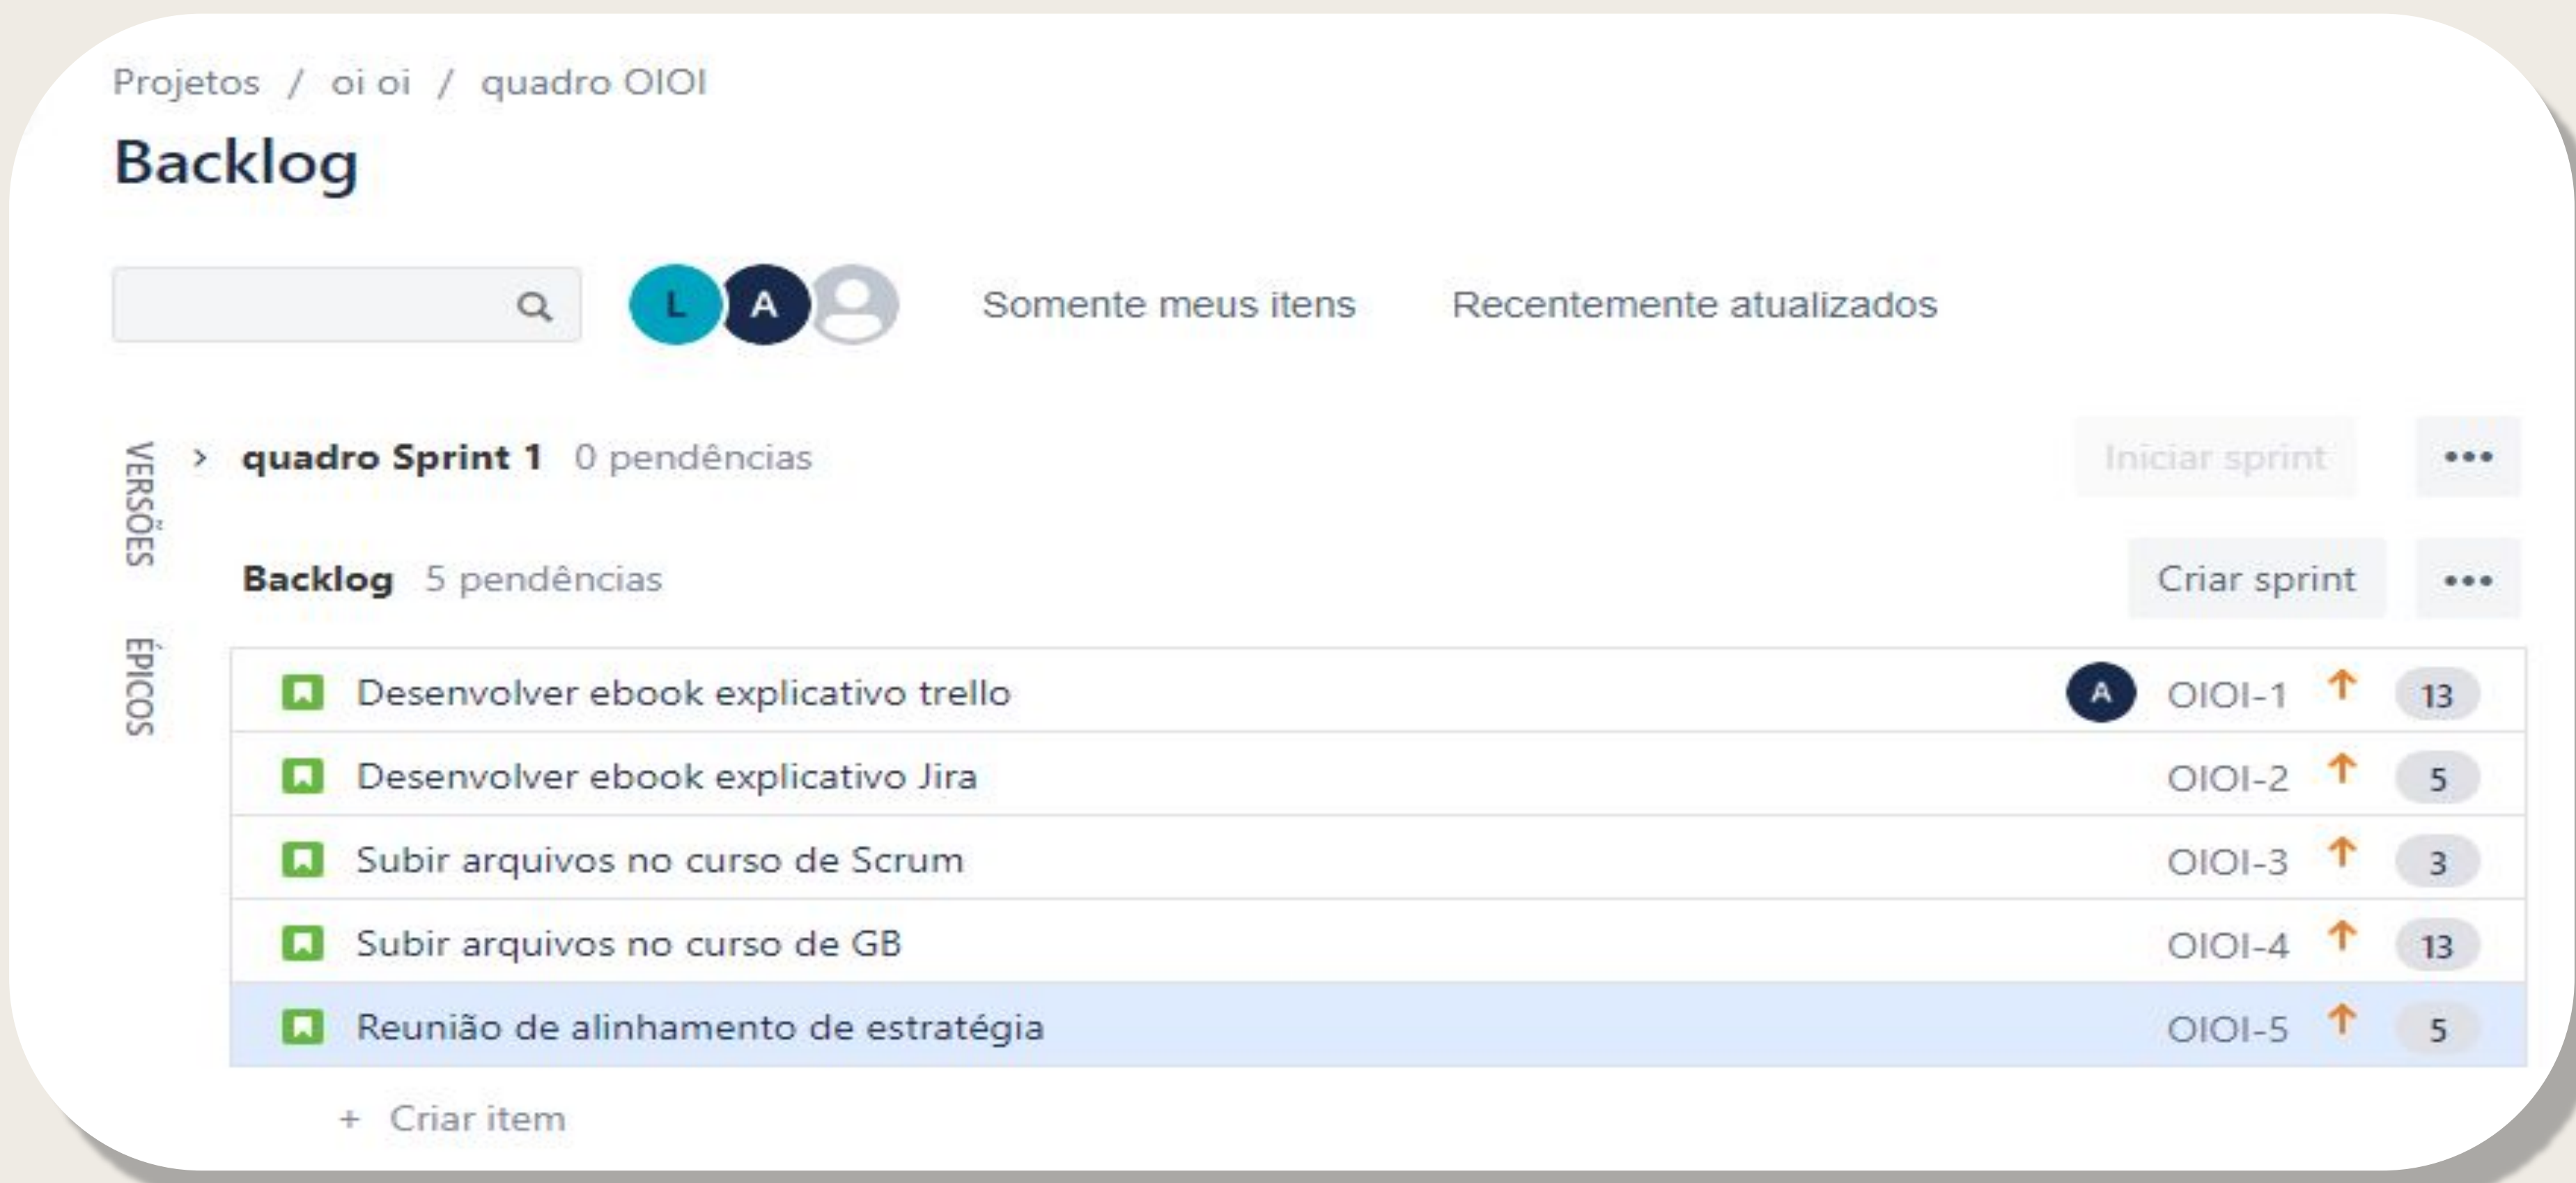 Projetos / oi oi / quadro OIOI
Backlog
L A Somente meus itens Recentemente atualizados
VERSÕES
quadro Sprint 1 0 pendências Iniciar sprint
Backlog 5 pendências Criar sprint
ÉPICOS
Desenvolver ebook explicativo trello A OIOI-1 13
Desenvolver ebook explicativo Jira OIOI-2 5
Subir arquivos no curso de Scrum OIOI-3 3
Subir arquivos no curso de GB OIOI-4 13
Reunião de alinhamento de estratégia OIOI-5 5
+ Criar item